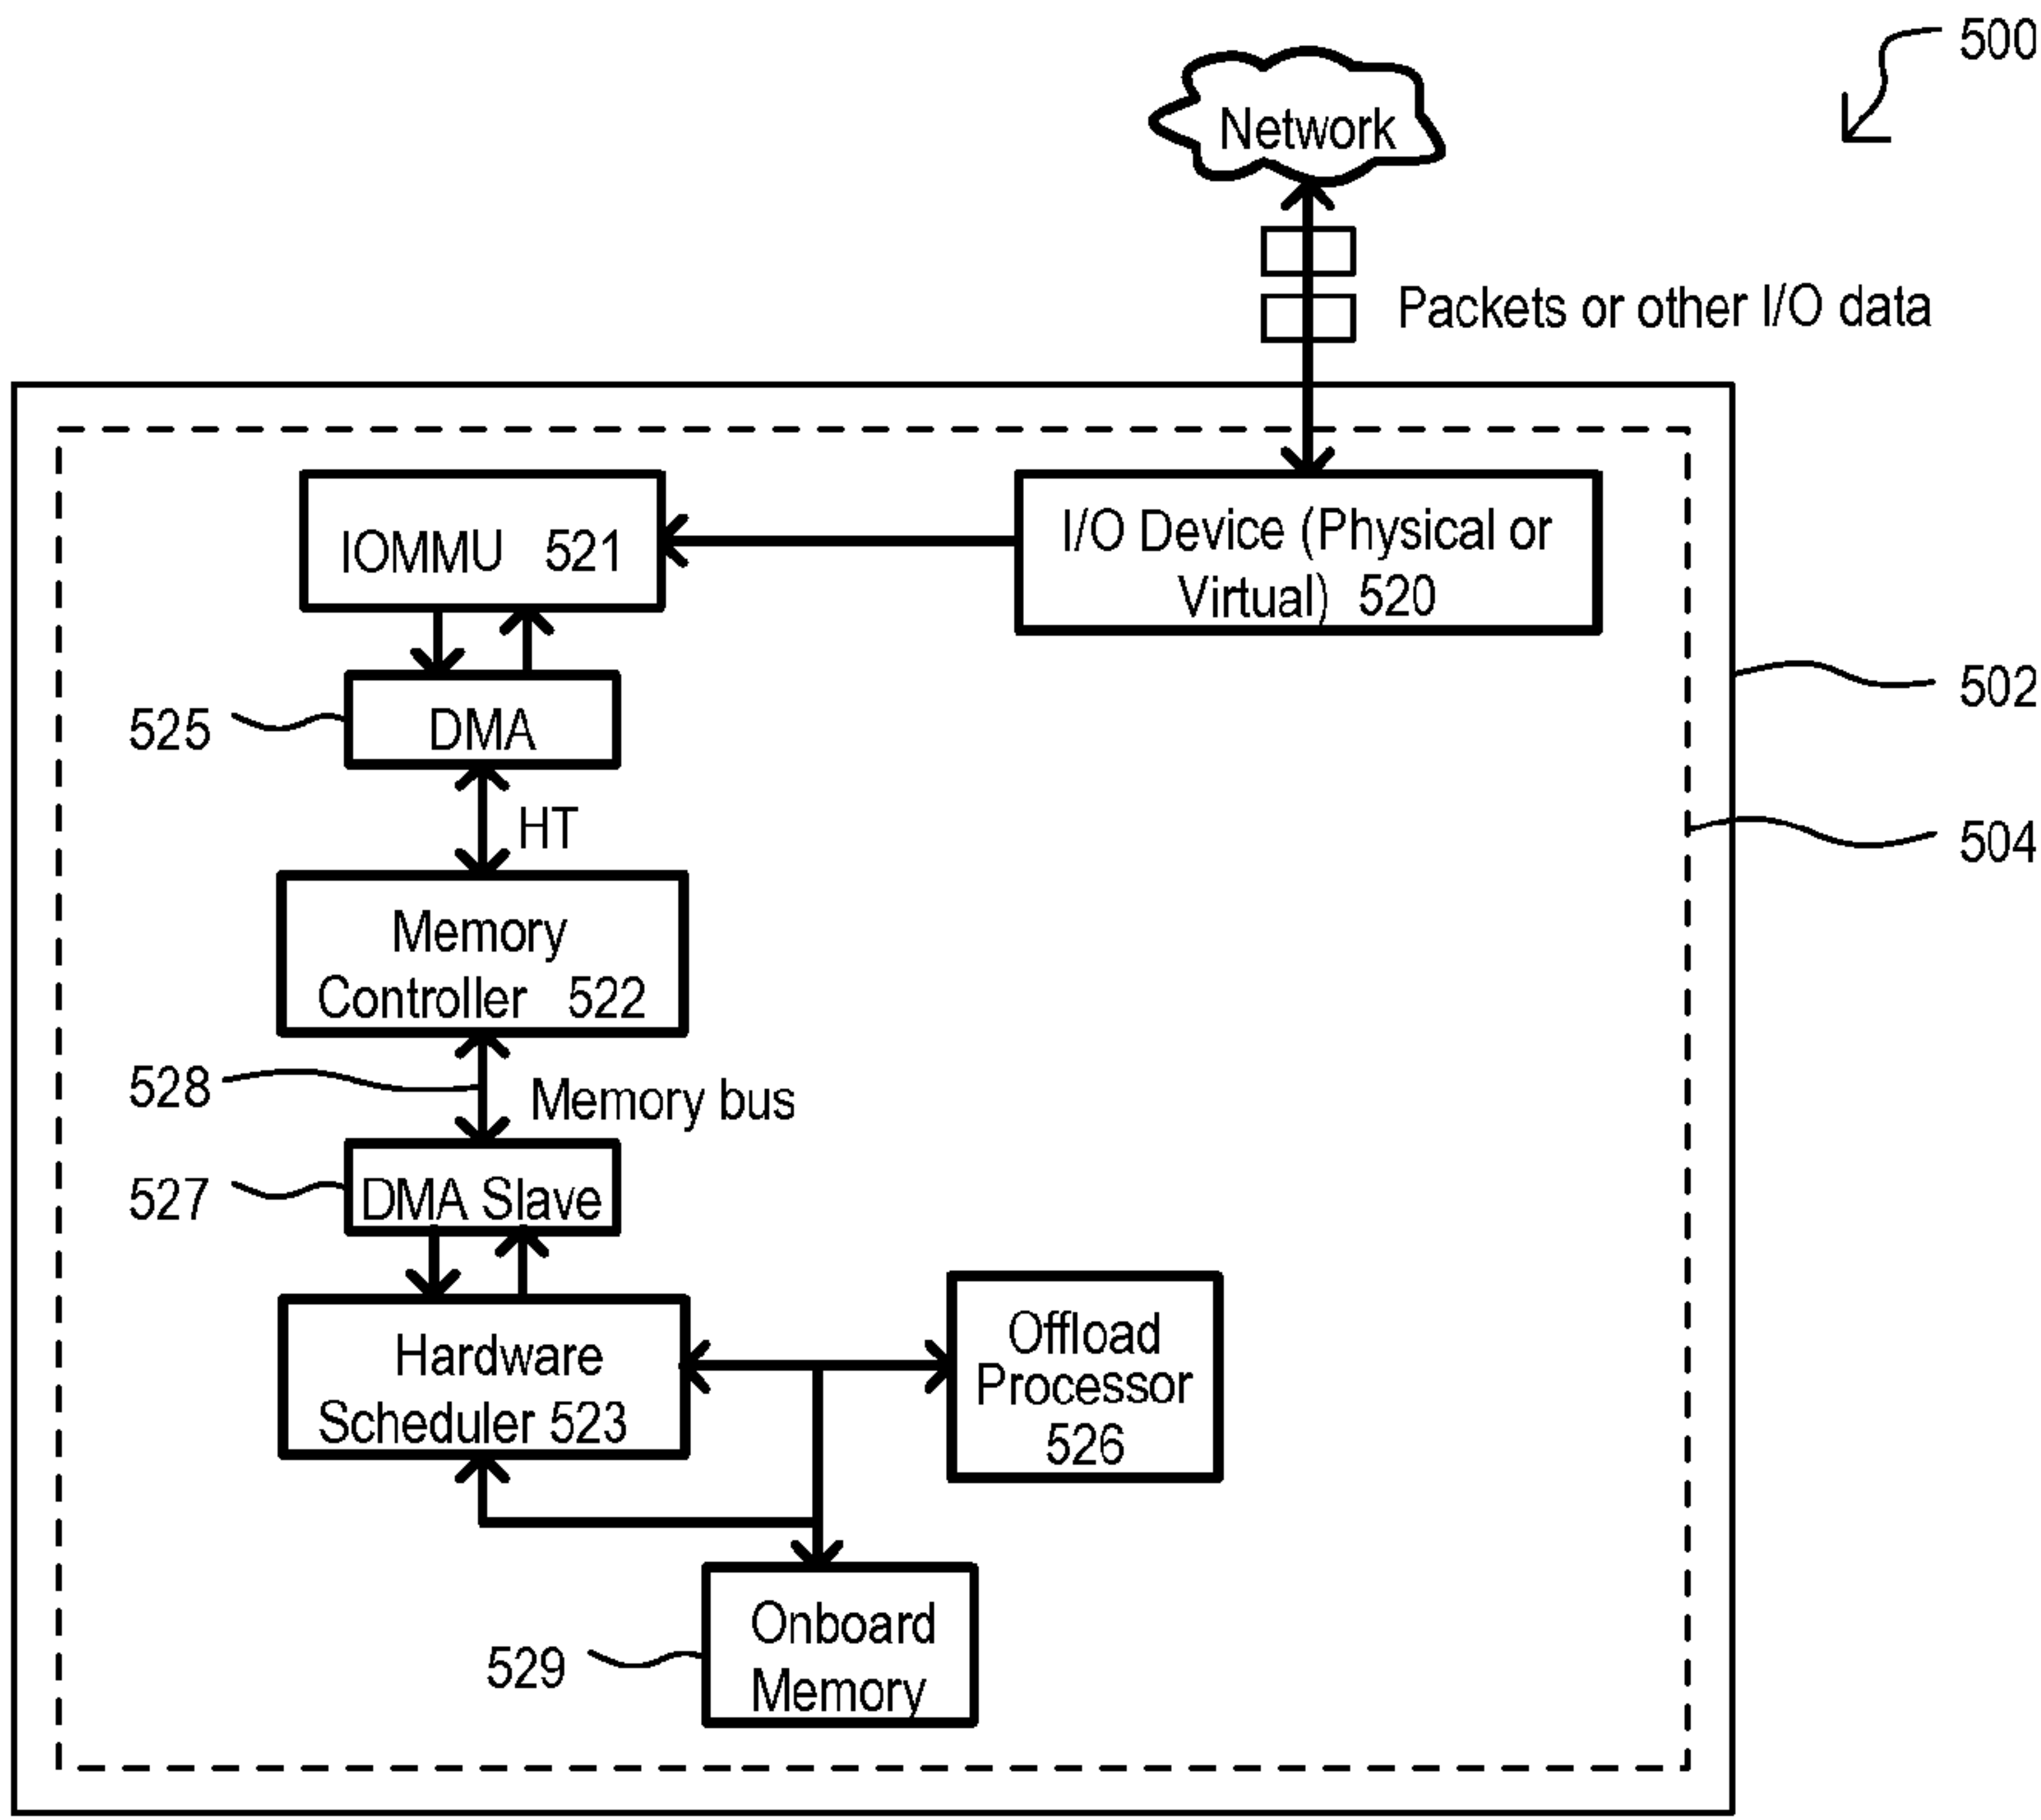 500
Network
Packets or other I/O data
IOMMU 521
I/O Device (Physical or
Virtual) 520
502
525
DMA
HT
504
Memory
Controller 522
528
Memory bus
527
DMA Slave
Hardware
Scheduler 523
Offload
Processor
526
Onboard
Memory
529